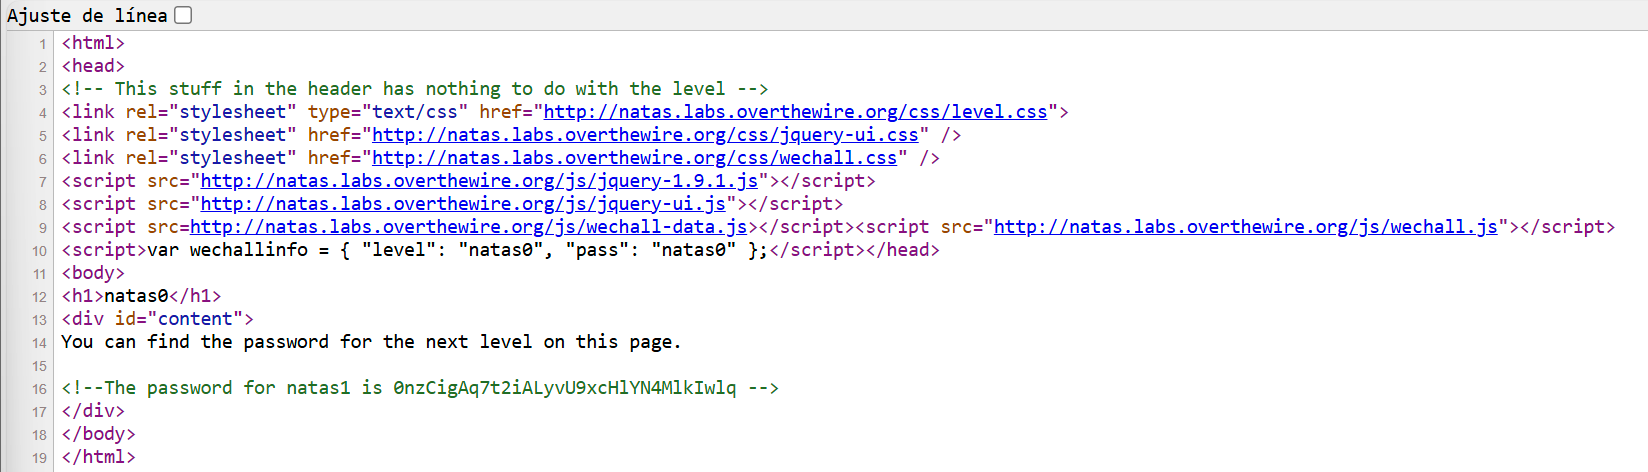 Ajuste de línea
1 <html>
2 <head>
3 <!-- This stuff in the header has nothing to do with the level -->
4 <link rel="stylesheet" type="text/css" href="http://natas.labs.overthewire.org/css/level.css">
5 <link rel="stylesheet" href="http://natas.labs.overthewire.org/css/jquery-ui.css" />
6 <link rel="stylesheet" href="http://natas.labs.overthewire.org/css/wechall.css" />
7 <script src="http://natas.labs.overthewire.org/js/jquery-1.9.1.js"></script>
8 <script src="http://natas.labs.overthewire.org/js/jquery-ui.js"></script>
9 <script src=http://natas.labs.overthewire.org/js/wechall-data.js></script><script src="http://natas.labs.overthewire.org/js/wechall.js"></script>
10 <script>var wechallinfo = { "level": "natas0", "pass": "natas0" };</script></head>
11 <body>
12 <h1>natas0</h1>
13 <div id="content">
14 You can find the password for the next level on this page.
15
16 <!--The password for natas1 is 0nzCigAq7t2iALyvU9xcHlYN4MlkIwlq -->
17 </div>
18 </body>
19 </html>